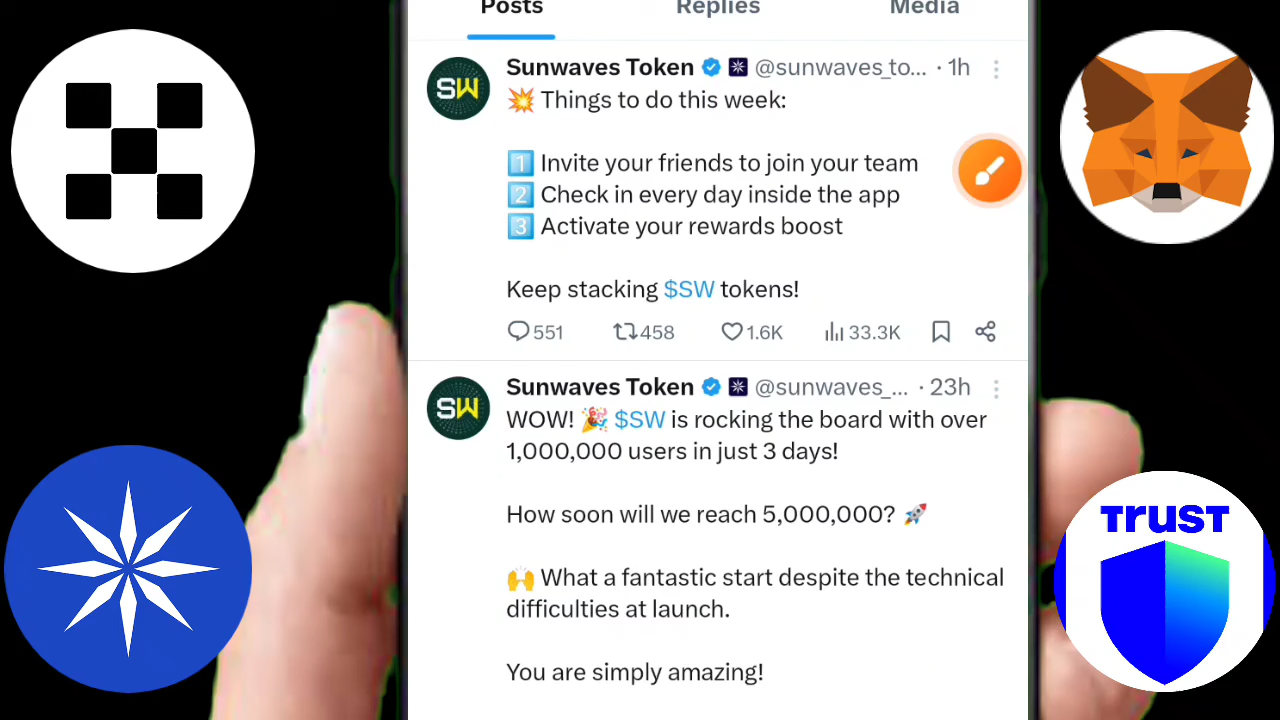 Posts Replies Media
Sunwaves Token @sunwaves_to... · 1h
💥 Things to do this week:
1️⃣ Invite your friends to join your team
2️⃣ Check in every day inside the app
3️⃣ Activate your rewards boost
Keep stacking $SW tokens!
551 458 1.6K 33.3K
SW
Sunwaves Token @sunwaves_... · 23h
WOW! 🎉 $SW is rocking the board with over
1,000,000 users in just 3 days!
How soon will we reach 5,000,000? 🚀
🙌 What a fantastic start despite the technical
difficulties at launch.
You are simply amazing!
SW
TRUST